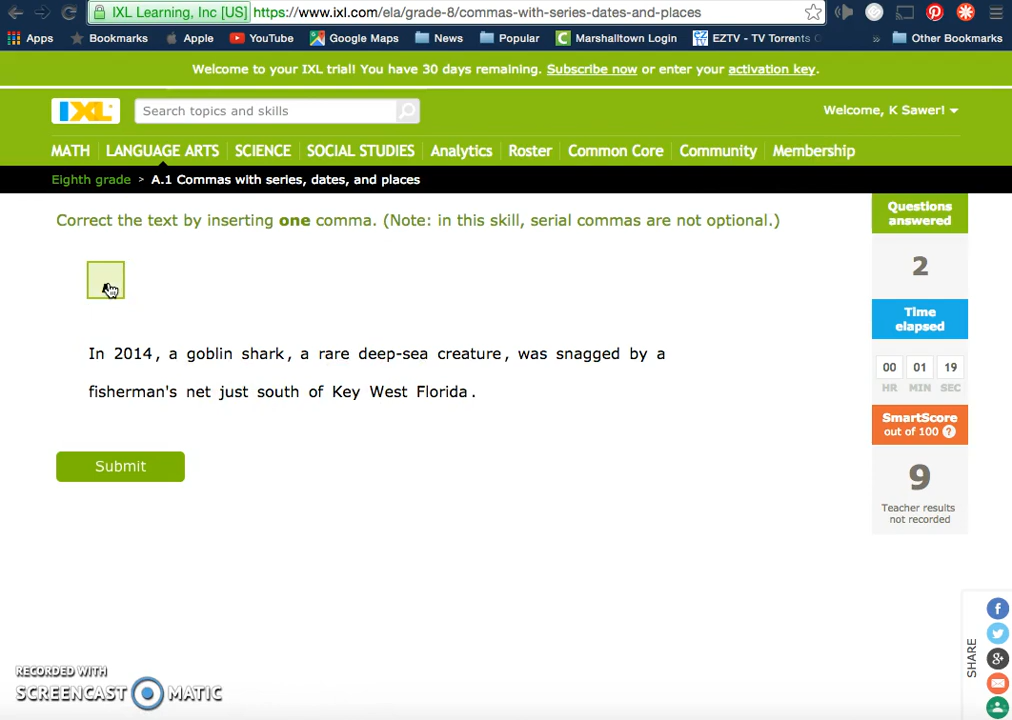 IXL Learning, Inc [US] https://www.ixl.com/ela/grade-8/commas-with-series-dates-and-places
Apps Bookmarks Apple YouTube Google Maps News Popular Marshalltown Login EZTV - TV Torrents » Other Bookmarks
Welcome to your IXL trial! You have 30 days remaining. Subscribe now or enter your activation key.
IXL Search topics and skills Welcome, K Sawer!
MATH LANGUAGE ARTS SCIENCE SOCIAL STUDIES Analytics Roster Common Core Community Membership
Eighth grade > A.1 Commas with series, dates, and places
Correct the text by inserting one comma. (Note: in this skill, serial commas are not optional.)
In 2014, a goblin shark, a rare deep-sea creature, was snagged by a
fisherman's net just south of Key West Florida.
Submit
Questions
answered
2
Time
elapsed
00 01 19
HR MIN SEC
SmartScore
out of 100 ?
9
Teacher results
not recorded
SHARE
RECORDED WITH
SCREENCAST MATIC